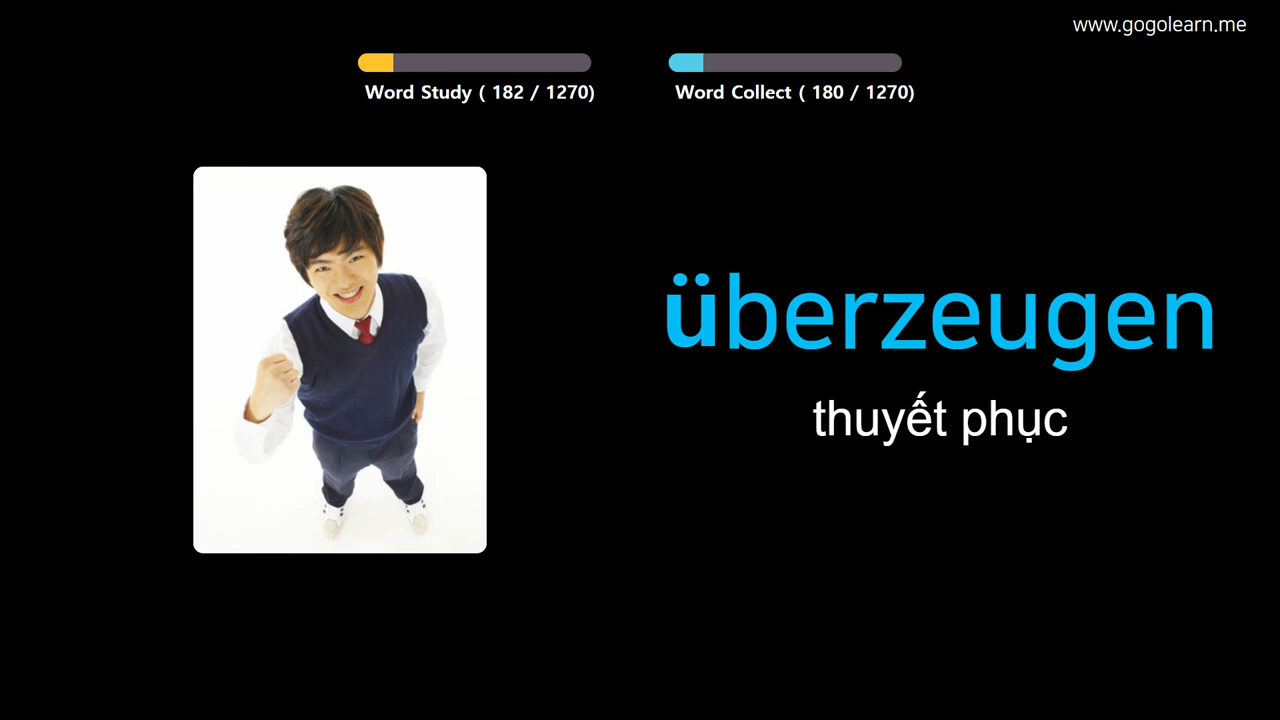 www.gogolearn.me
Word Study ( 182 / 1270)
Word Collect ( 180 / 1270)
überzeugen
thuyết phục